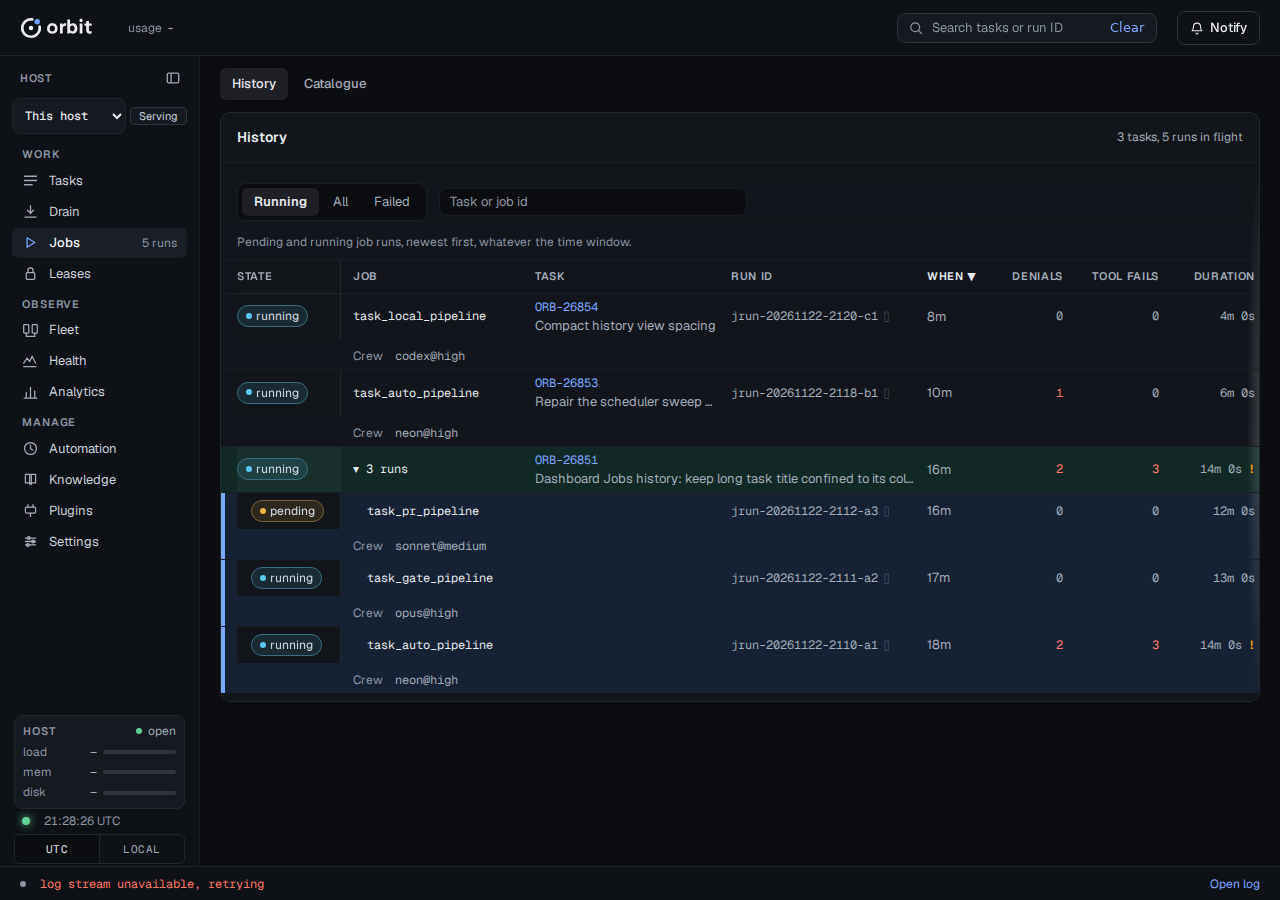 orbit
usage -
Search tasks or run ID
Clear
Notify
HOST
This host
Serving
WORK
Tasks
Drain
Jobs
5 runs
Leases
OBSERVE
Fleet
Health
Analytics
MANAGE
Automation
Knowledge
Plugins
Settings
HOST
open
load –
mem –
disk –
21:28:26 UTC
UTC
LOCAL
History
Catalogue
History
3 tasks, 5 runs in flight
Running
All
Failed
Task or job id
Pending and running job runs, newest first, whatever the time window.
STATE JOB TASK RUN ID WHEN ▼ DENIALS TOOL FAILS DURATION
running task_local_pipeline ORB-26854 jrun-20261122-2120-c1 8m 0 0 4m 0s
Compact history view spacing
Crew codex@high
running task_auto_pipeline ORB-26853 jrun-20261122-2118-b1 10m 1 0 6m 0s
Repair the scheduler sweep …
Crew neon@high
running ▾ 3 runs ORB-26851 16m 2 3 14m 0s !
Dashboard Jobs history: keep long task title confined to its col…
pending task_pr_pipeline jrun-20261122-2112-a3 16m 0 0 12m 0s
Crew sonnet@medium
running task_gate_pipeline jrun-20261122-2111-a2 17m 0 0 13m 0s
Crew opus@high
running task_auto_pipeline jrun-20261122-2110-a1 18m 2 3 14m 0s !
Crew neon@high
log stream unavailable, retrying
Open log